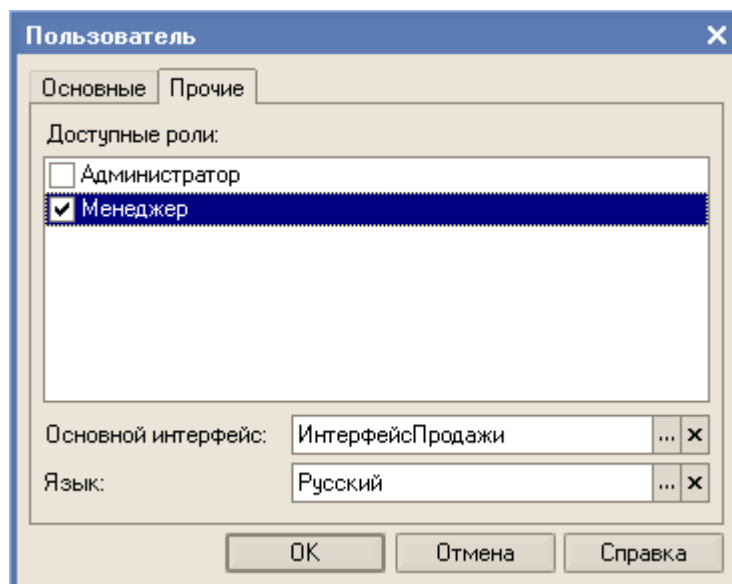 Пользователь
Основные Прочие
Доступные роли:
Администратор
Менеджер
Основной интерфейс: ИнтерфейсПродажи ...
Язык: Русский ...
OK Отмена Справка